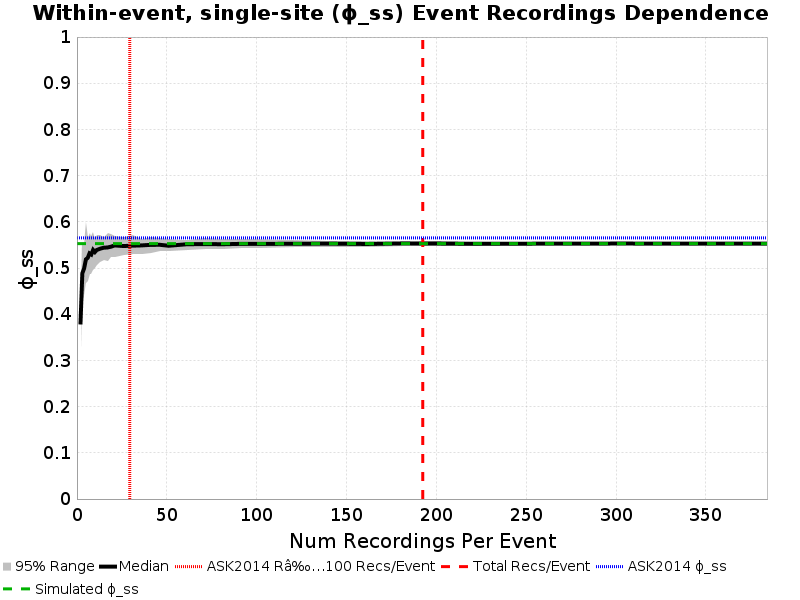 Within-event, single-site (ϕ_ss) Event Recordings Dependence
1
0.9
0.8
0.7
0.6
0.5
0.4
0.3
0.2
0.1
0
ϕ_ss
0 50 100 150 200 250 300 350
Num Recordings Per Event
95% Range Median ASK2014 Râ‰…100 Recs/Event Total Recs/Event ASK2014 ϕ_ss
Simulated ϕ_ss